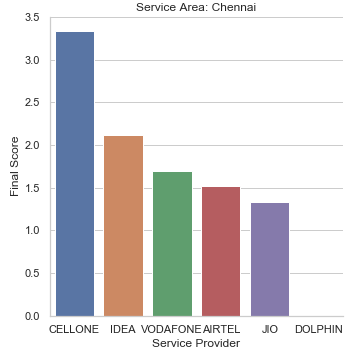 Service Area: Chennai
Final Score
3.5
3.0
2.5
2.0
1.5
1.0
0.5
0.0
CELLONE IDEA VODAFONE AIRTEL JIO DOLPHIN
Service Provider